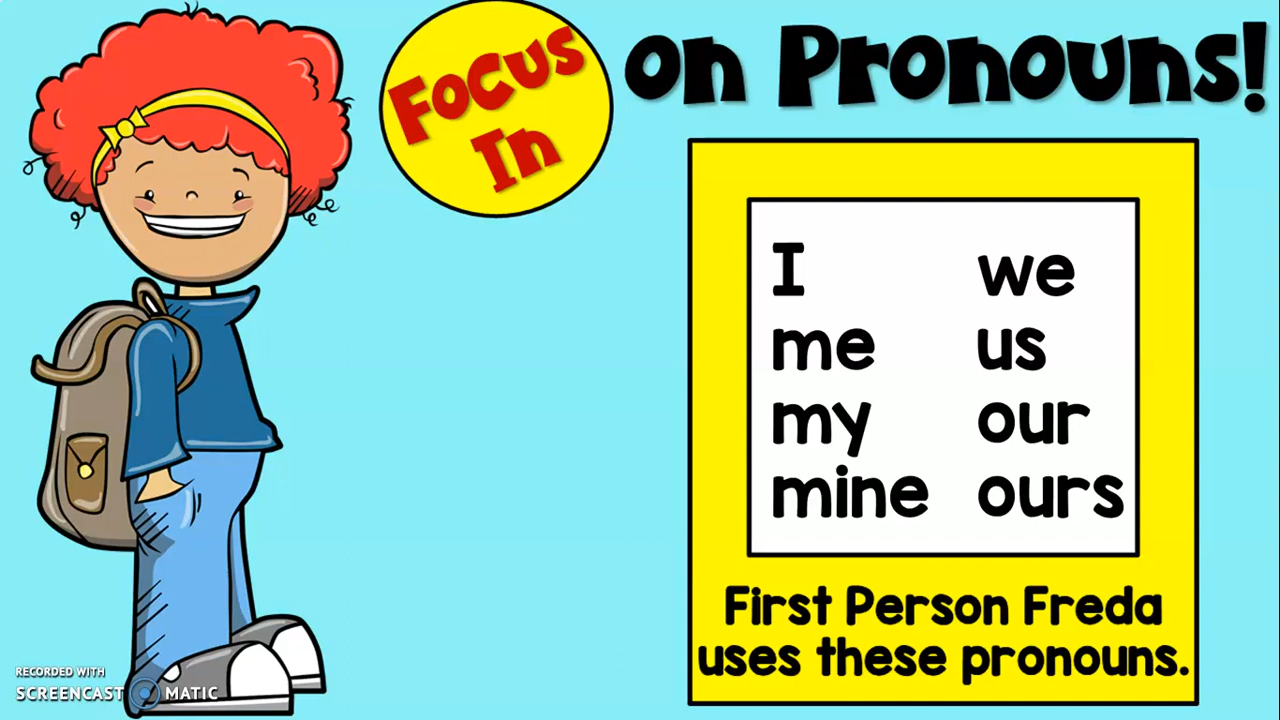 Focus
In
on Pronouns!
I we
me us
my our
mine ours
First Person Freda
uses these pronouns.
RECORDED WITH
SCREENCAST MATIC